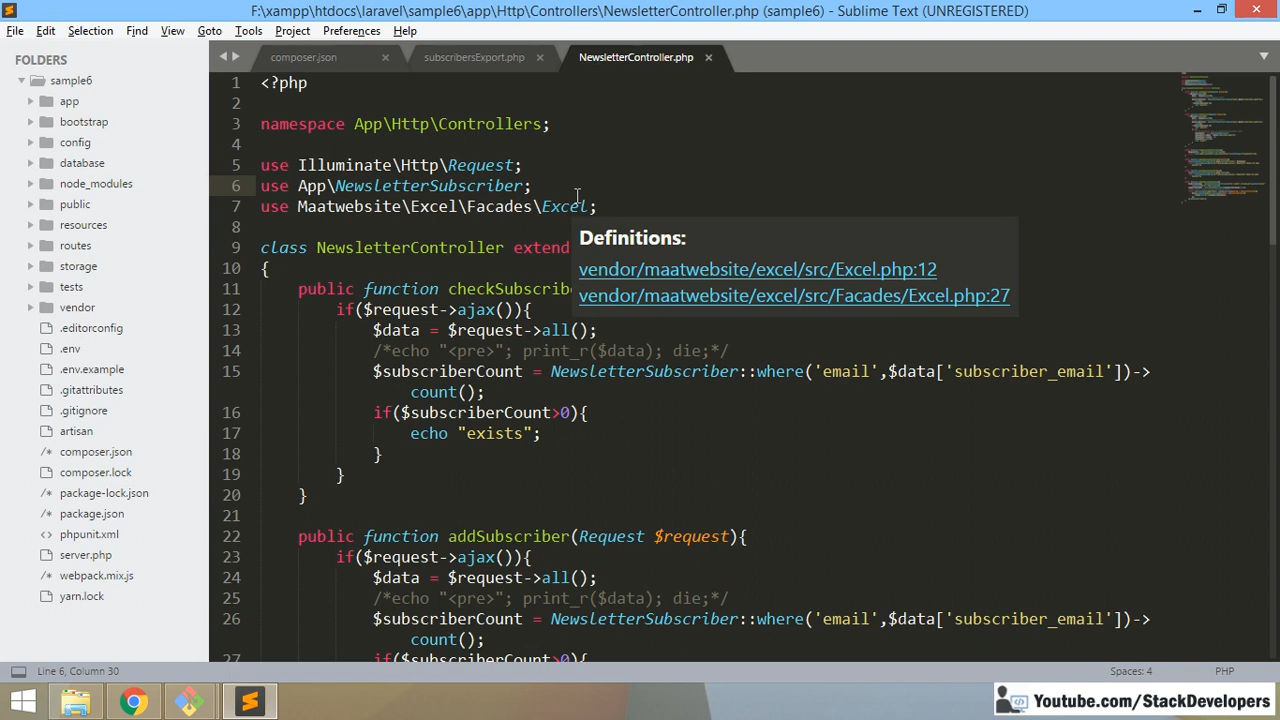 F:\xampp\htdocs\laravel\sample6\app\Http\Controllers\NewsletterController.php (sample6) - Sublime Text (UNREGISTERED)
File Edit Selection Find View Goto Tools Project Preferences Help
FOLDERS
sample6
app
bootstrap
config
database
node_modules
public
resources
routes
storage
tests
vendor
.editorconfig
.env
.env.example
.gitattributes
.gitignore
artisan
/* composer.json
composer.lock
/* package-lock.json
/* package.json
<> phpunit.xml
server.php
/* webpack.mix.js
yarn.lock
composer.json subscribersExport.php NewsletterController.php
1 <?php
2
3 namespace App\Http\Controllers;
4
5 use Illuminate\Http\Request;
6 use App\NewsletterSubscriber;
7 use Maatwebsite\Excel\Facades\Excel;
8
9 class NewsletterController extend
10 {
11 public function checkSubscribe
12 if($request->ajax()){
13 $data = $request->all();
14 /*echo "<pre>"; print_r($data); die;*/
15 $subscriberCount = NewsletterSubscriber::where('email',$data['subscriber_email'])->
count();
16 if($subscriberCount>0){
17 echo "exists";
18 }
19 }
20 }
21
22 public function addSubscriber(Request $request){
23 if($request->ajax()){
24 $data = $request->all();
25 /*echo "<pre>"; print_r($data); die;*/
26 $subscriberCount = NewsletterSubscriber::where('email',$data['subscriber_email'])->
count();
27 if($subscriberCount>0){
Definitions:
vendor/maatwebsite/excel/src/Excel.php:12
vendor/maatwebsite/excel/src/Facades/Excel.php:27
Line 6, Column 30 Spaces: 4 PHP
Youtube.com/StackDevelopers